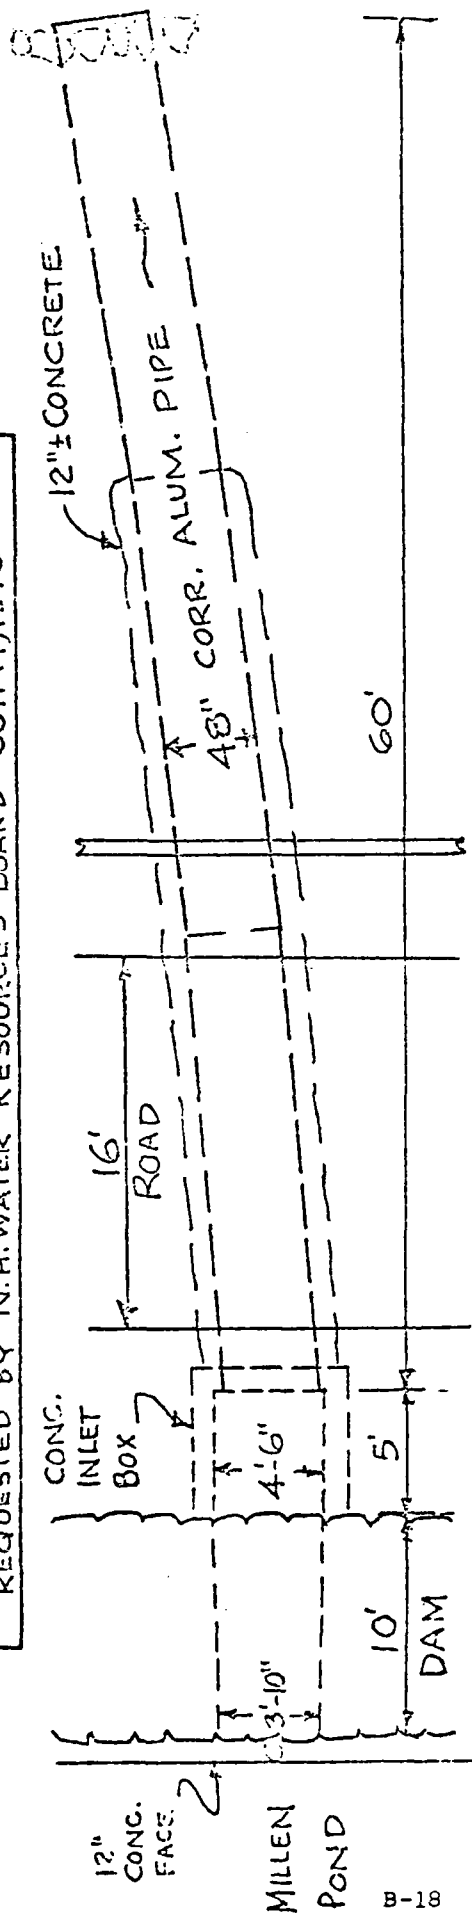 REQUESTED BY N.H. WATER RESOURCES BOARD
12"± CONCRETE
48" CORR. ALUM. PIPE
60'
16'
ROAD
CONC.
INLET
BOX
4'-6"
5'
3'-10"
10'
DAM
12"
CONC.
FACE
MILLEN
POND
B-18